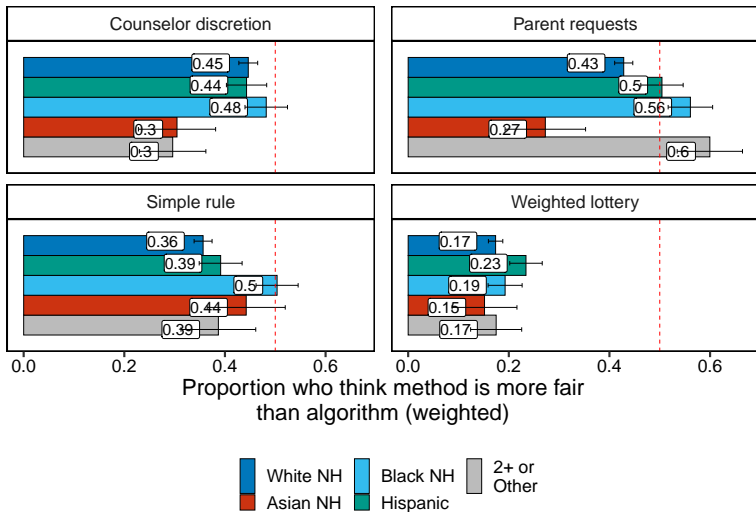 Counselor discretion
Parent requests
0.45
0.44
0.48
0.3
0.3
0.43
0.5
0.56
0.27
0.6
Simple rule
Weighted lottery
0.36
0.39
0.5
0.44
0.39
0.17
0.23
0.19
0.15
0.17
0.0 0.2 0.4 0.6
0.0 0.2 0.4 0.6
Proportion who think method is more fair
than algorithm (weighted)
White NH
Black NH
2+ or
Other
Asian NH
Hispanic